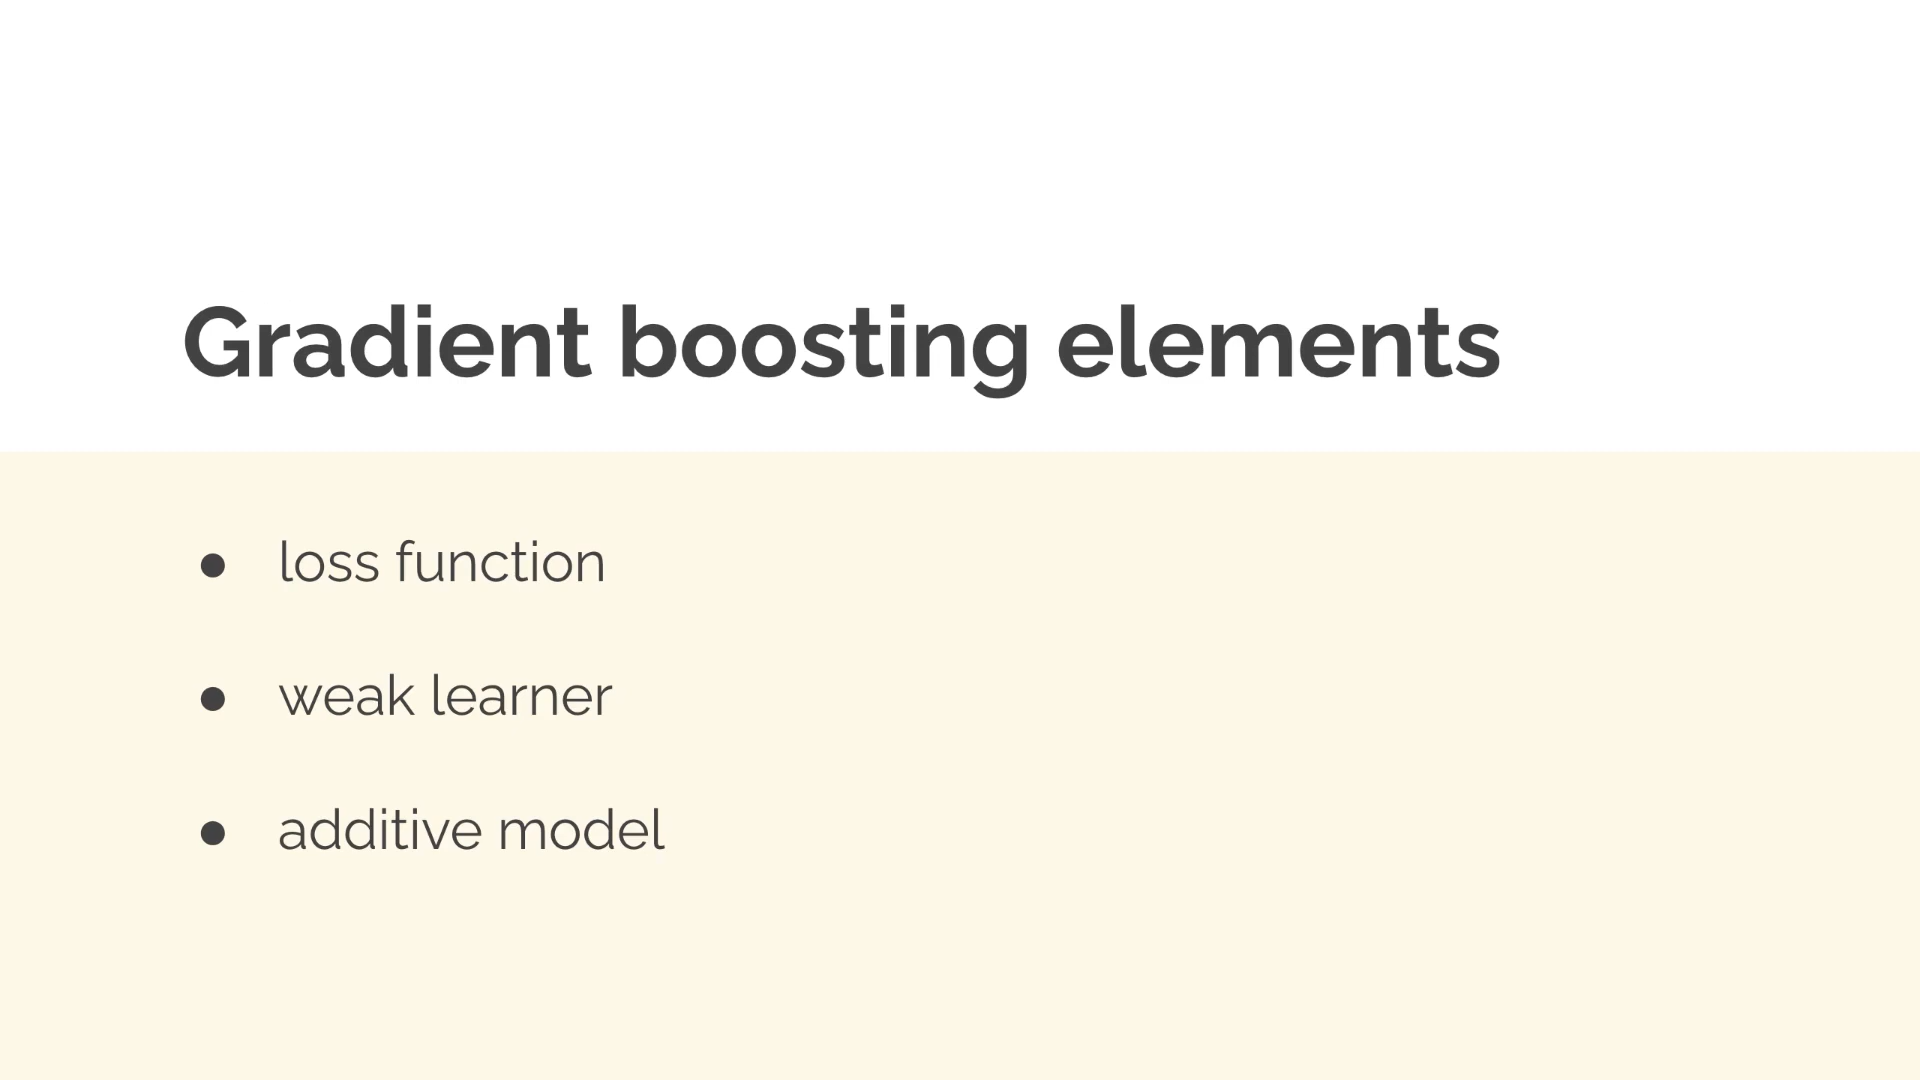 Gradient boosting elements
● loss function
● weak learner
● additive model